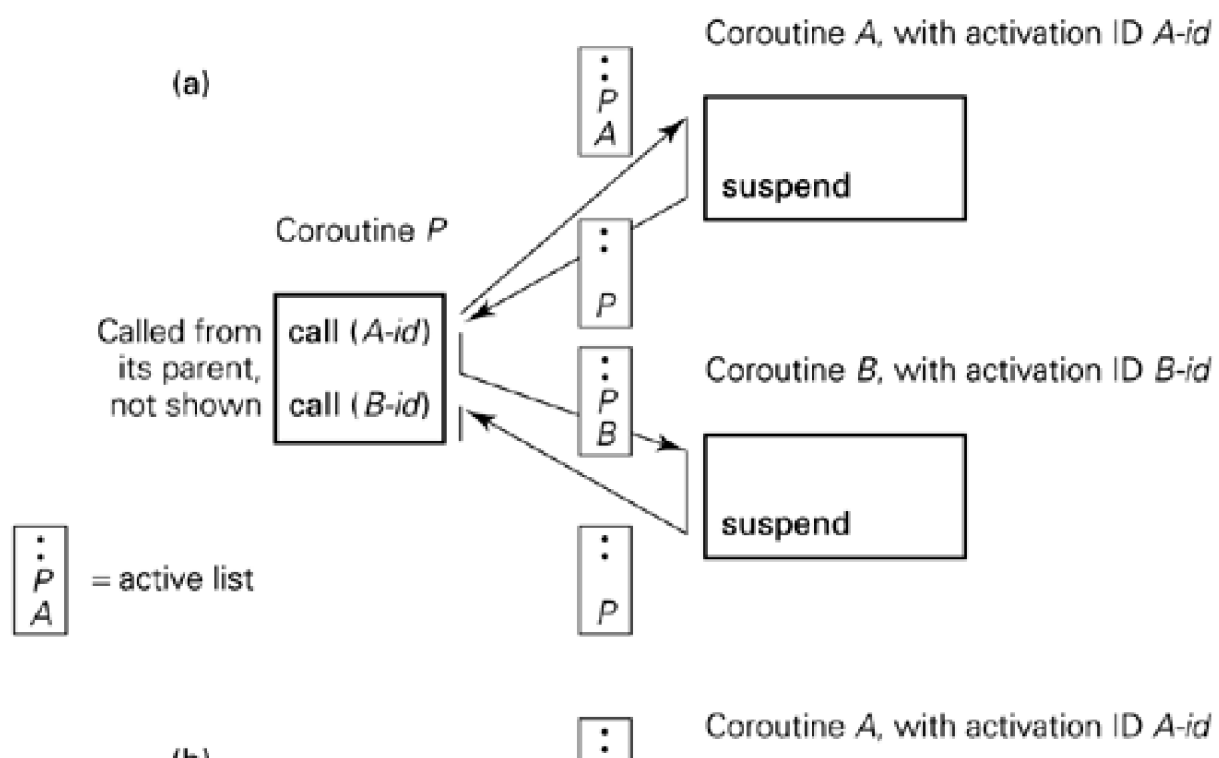 (a)
Coroutine A, with activation ID A-id
⋮
P
A
suspend
Coroutine P
⋮
P
Called from
its parent,
not shown
call (A-id)
call (B-id)
⋮
P
B
Coroutine B, with activation ID B-id
suspend
⋮
P
A
= active list
⋮
P
Coroutine A, with activation ID A-id
⋮